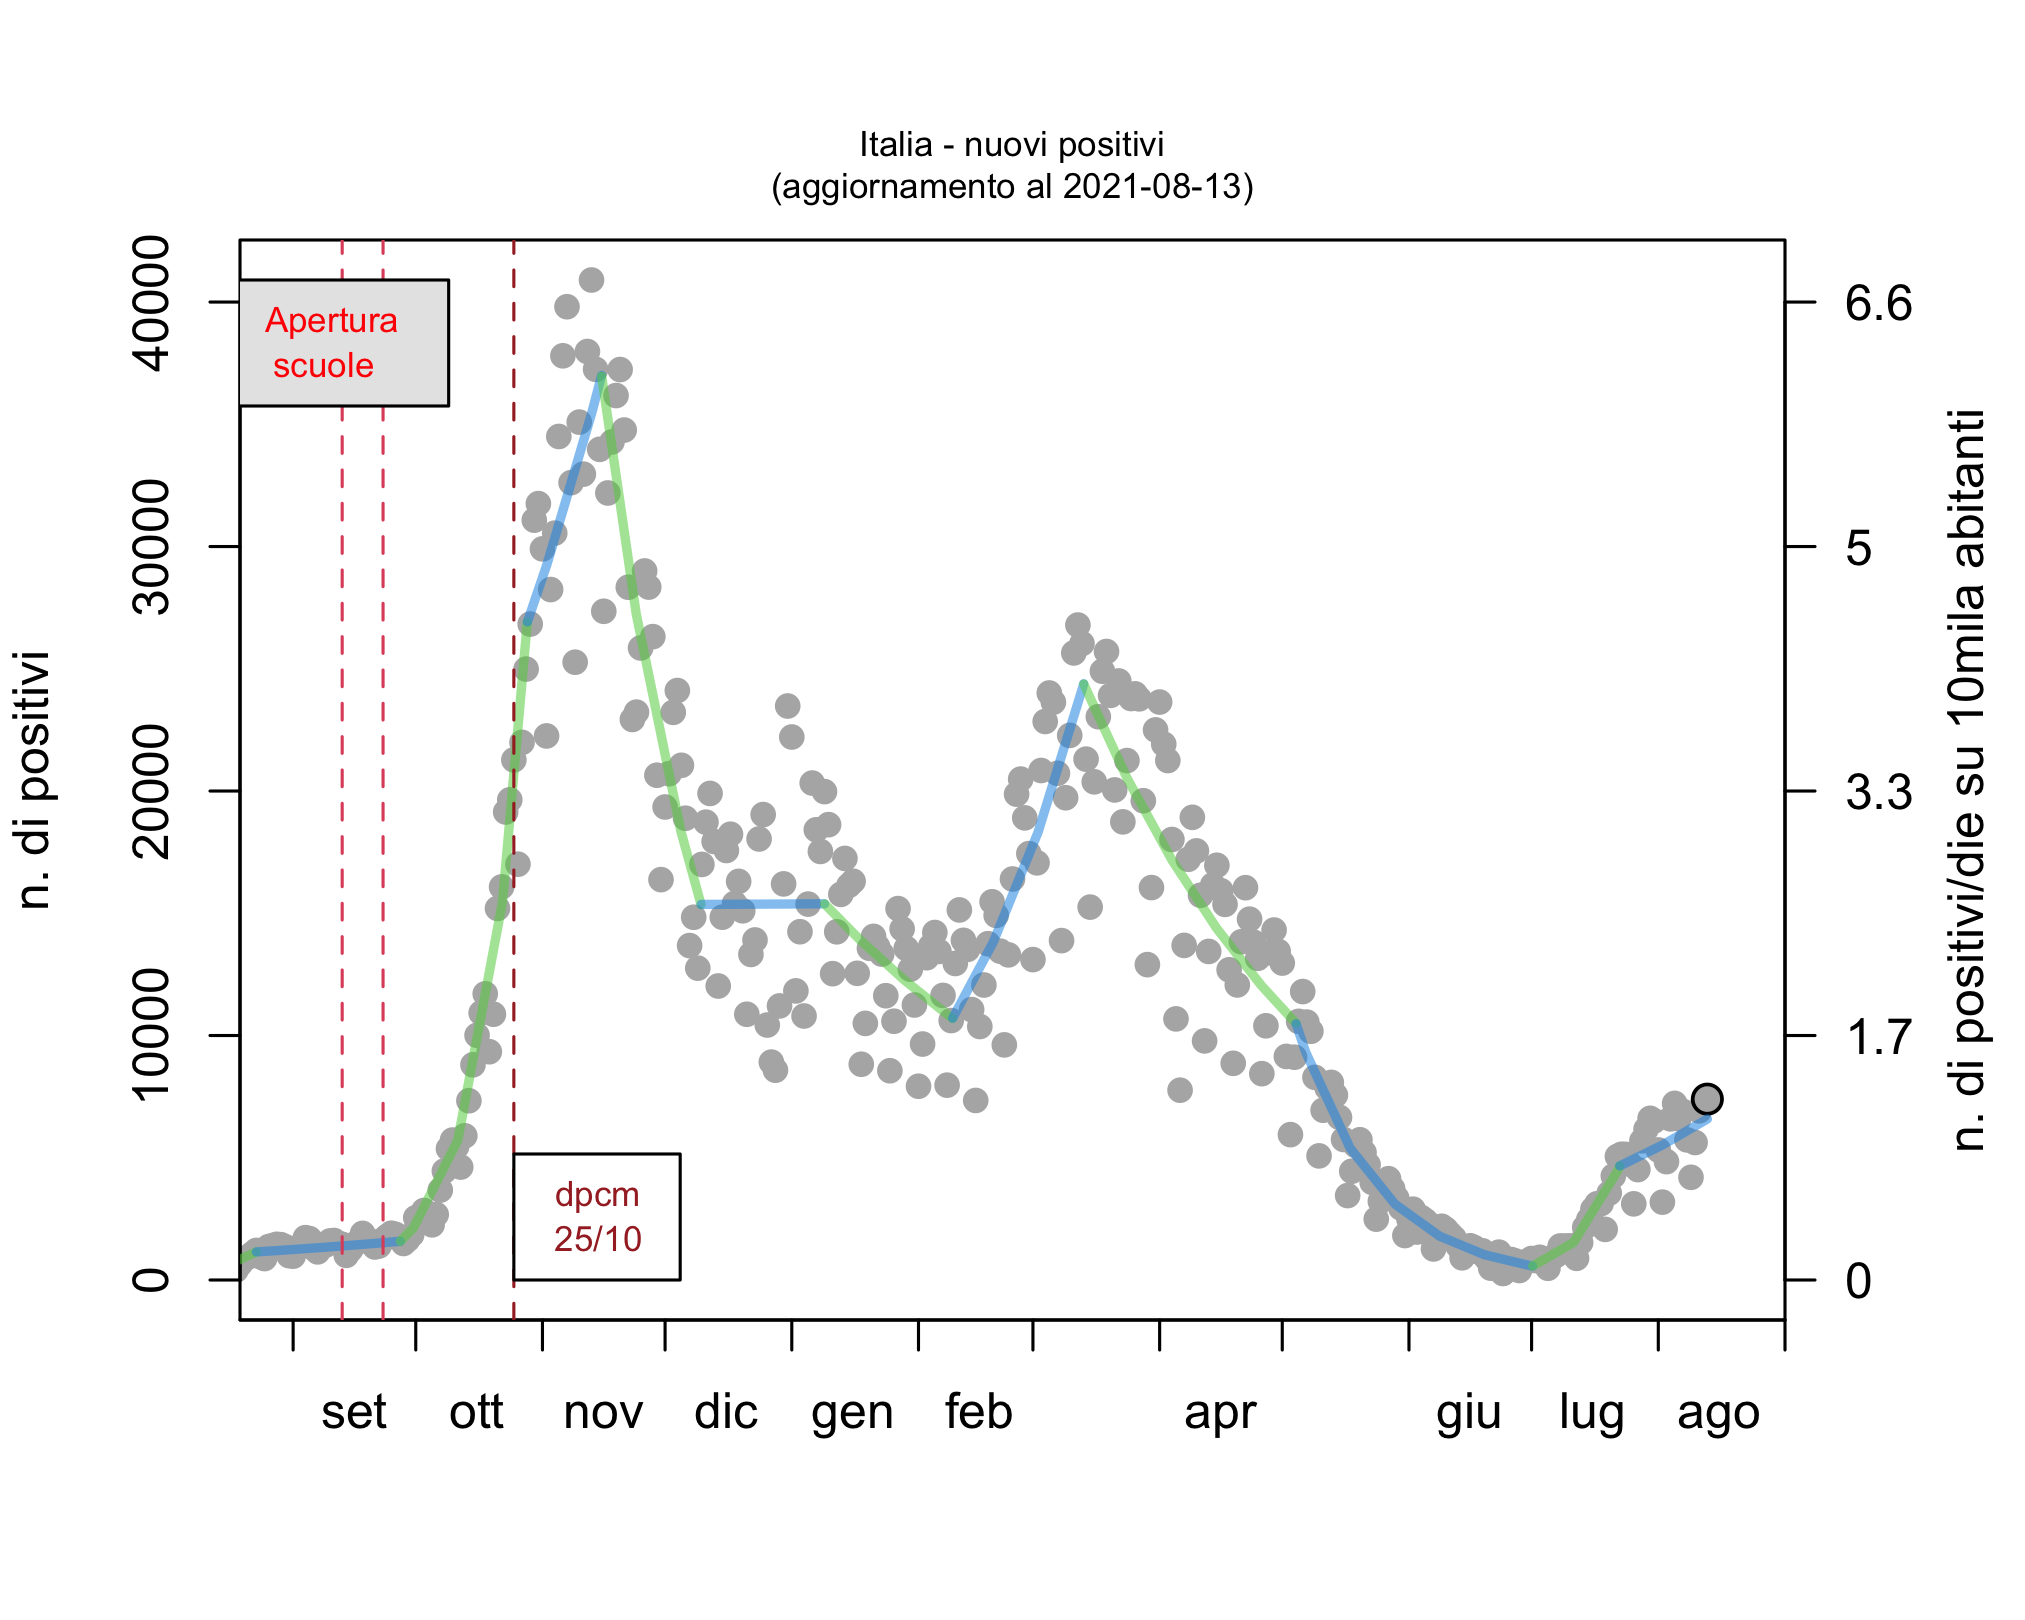 Italia - nuovi positivi
(aggiornamento al 2021-08-13)
n. di positivi
40000
30000
20000
10000
0
Apertura
scuole
dpcm
25/10
6.6
5
3.3
1.7
0
n. di positivi/die su 10mila abitanti
set ott nov dic gen feb apr giu lug ago